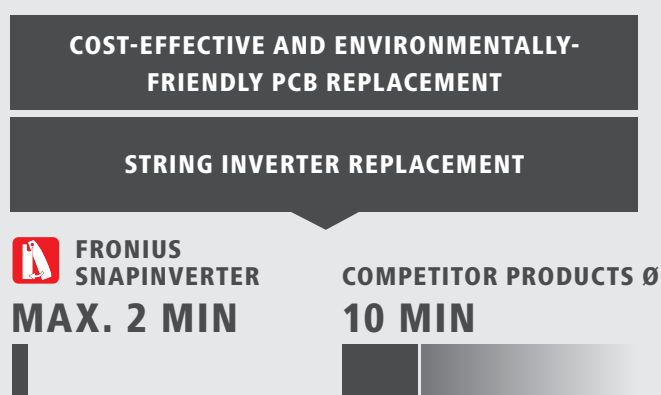 COST-EFFECTIVE AND ENVIRONMENTALLY-
FRIENDLY PCB REPLACEMENT
STRING INVERTER REPLACEMENT
FRONIUS
SNAPINVERTER
MAX. 2 MIN
COMPETITOR PRODUCTS Ø
10 MIN